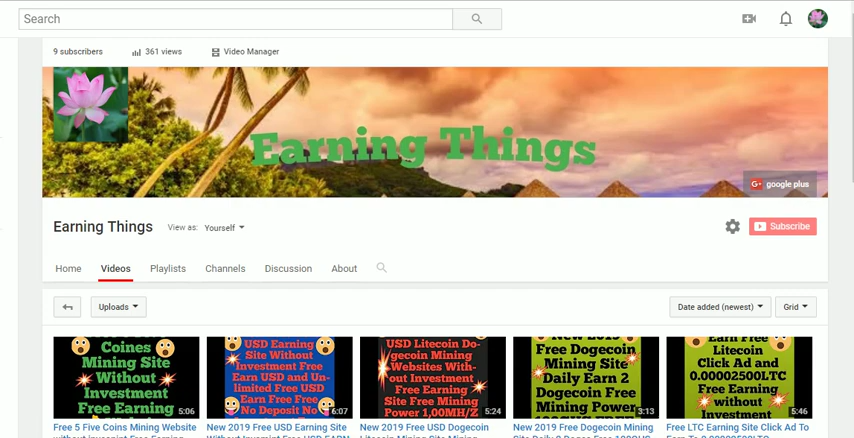 Search
9 subscribers
361 views
Video Manager
Earning Things
google plus
Earning Things
View as:
Yourself
Subscribe
Home
Videos
Playlists
Channels
Discussion
About
Uploads
Date added (newest)
Grid
Coines
Mining Site
Without
Investment
Free Earning
5:06
USD Earning
Site Without
Investment Free
Earn USD and Un-
limited Free USD
Earn Free Free
No Deposit No
6:07
USD Litecoin Do-
gecoin Mining
Websites With-
out Investment
Free Earning
Site Free Mining
Power 1,00MH/Z
5:24
New 2019
Free Dogecoin
Mining Site
Daily Earn 2
Dogecoin Free
Mining Power
3:13
Earn Free
Litecoin
Click Ad and
0.00002500LTC
Free Earning
without
Investment
5:46
Free 5 Five Coins Mining Website
New 2019 Free USD Earning Site
New 2019 Free USD Dogecoin
New 2019 Free Dogecoin Mining
Free LTC Earning Site Click Ad To